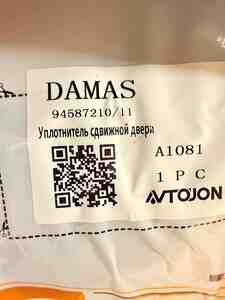 DAMAS
94587210/11
Уплотнитель сдвижной двери
A1081
1 PC
AVTOJON